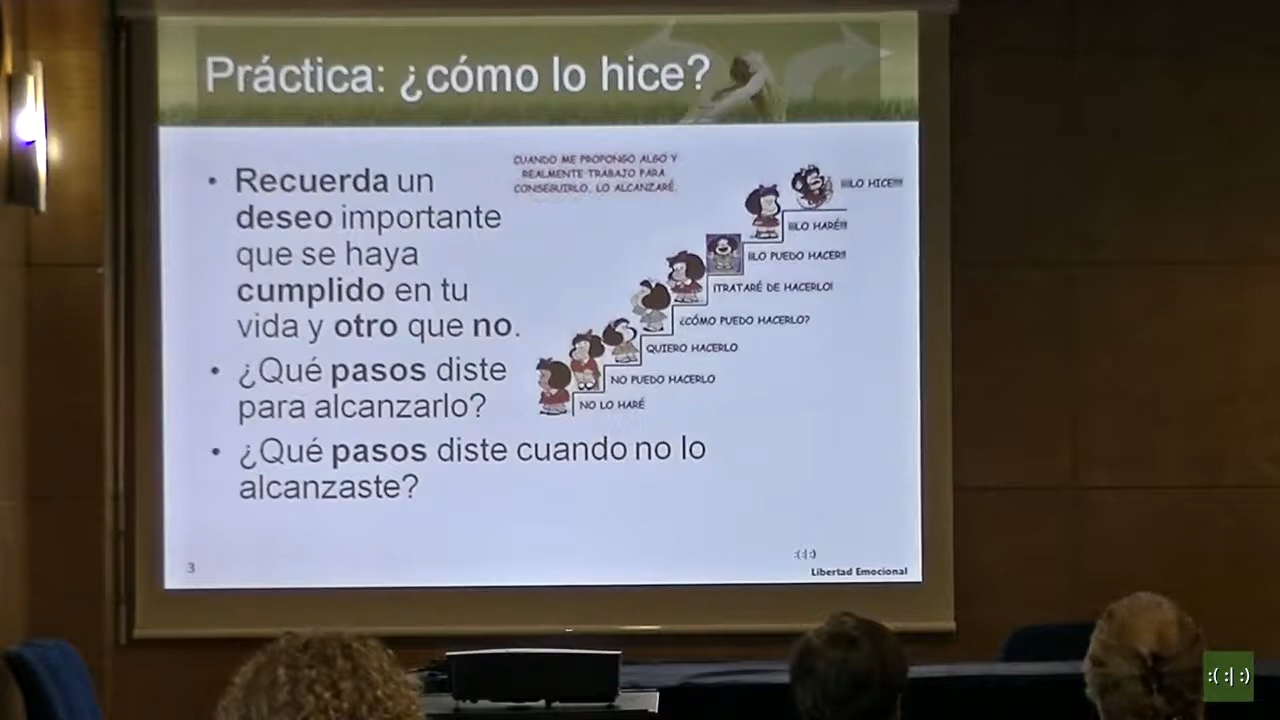 Práctica: ¿cómo lo hice?
• Recuerda un
deseo importante
que se haya
cumplido en tu
vida y otro que no.
• ¿Qué pasos diste
para alcanzarlo?
• ¿Qué pasos diste cuando no lo
alcanzaste?
CUANDO ME PROPONGO ALGO Y
REALMENTE TRABAJO PARA
CONSEGUIRLO, LO ALCANZARÉ.
¡¡¡¡LO HICE!!!!
¡¡¡LO HARÉ!!!
¡¡LO PUEDO HACER!!
¡TRATARÉ DE HACERLO!
¿CÓMO PUEDO HACERLO?
QUIERO HACERLO
NO PUEDO HACERLO
NO LO HARÉ
3
:(:|:)
Libertad Emocional
:( :| :)